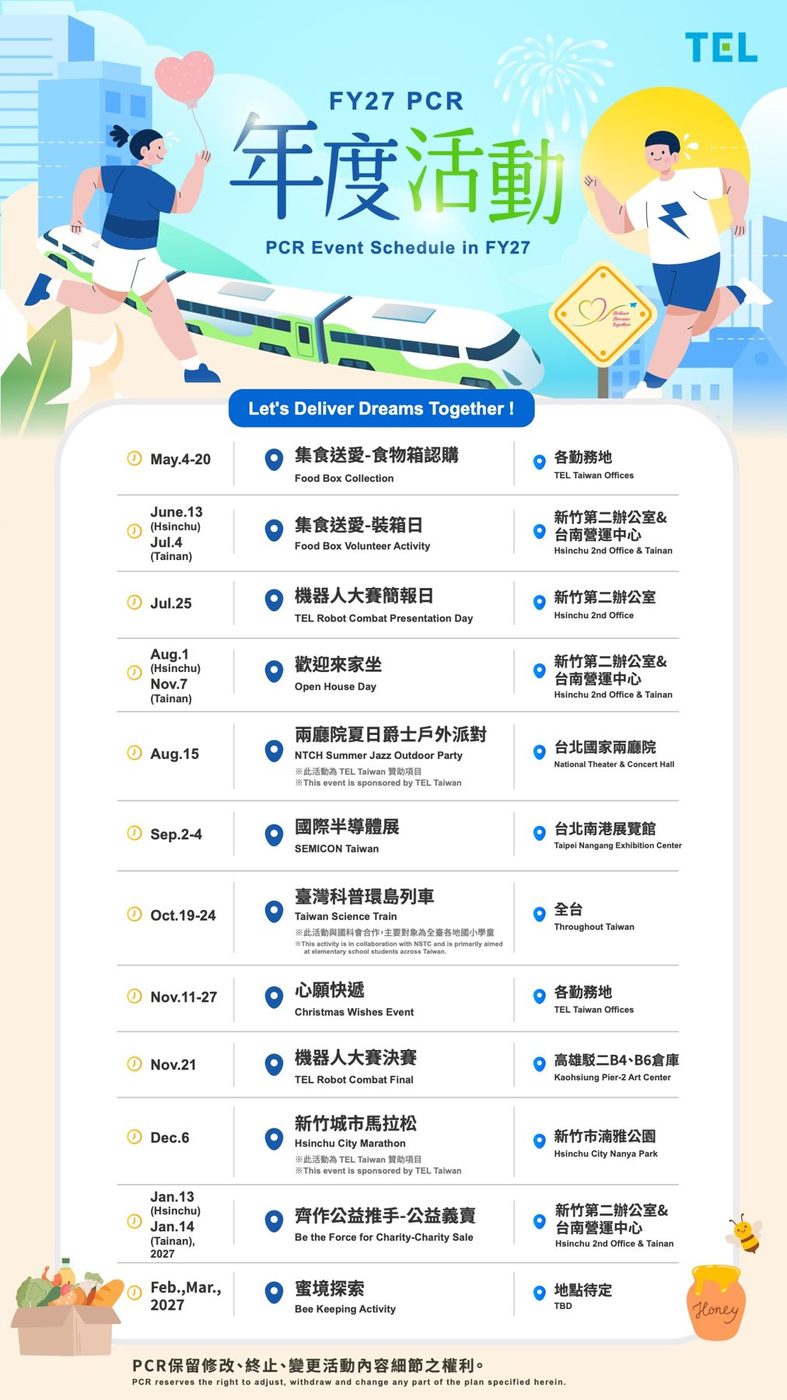 TEL
FY27 PCR
年度活動
PCR Event Schedule in FY27
Deliver
Dreams
Together
Let's Deliver Dreams Together !
May.4-20
集食送愛-食物箱認購
Food Box Collection
各勤務地
TEL Taiwan Offices
June.13
(Hsinchu)
Jul.4
(Tainan)
集食送愛-裝箱日
Food Box Volunteer Activity
新竹第二辦公室&
台南營運中心
Hsinchu 2nd Office & Tainan
Jul.25
機器人大賽簡報日
TEL Robot Combat Presentation Day
新竹第二辦公室
Hsinchu 2nd Office
Aug.1
(Hsinchu)
Nov.7
(Tainan)
歡迎來家坐
Open House Day
新竹第二辦公室&
台南營運中心
Hsinchu 2nd Office & Tainan
Aug.15
兩廳院夏日爵士戶外派對
NTCH Summer Jazz Outdoor Party
※此活動為 TEL Taiwan 贊助項目
※This event is sponsored by TEL Taiwan
台北國家兩廳院
National Theater & Concert Hall
Sep.2-4
國際半導體展
SEMICON Taiwan
台北南港展覽館
Taipei Nangang Exhibition Center
Oct.19-24
臺灣科普環島列車
Taiwan Science Train
※此活動與國科會合作，主要對象為全臺各地國小學童
※This activity is in collaboration with NSTC and is primarily aimed
at elementary school students across Taiwan.
全台
Throughout Taiwan
Nov.11-27
心願快遞
Christmas Wishes Event
各勤務地
TEL Taiwan Offices
Nov.21
機器人大賽決賽
TEL Robot Combat Final
高雄駁二B4、B6倉庫
Kaohsiung Pier-2 Art Center
Dec.6
新竹城市馬拉松
Hsinchu City Marathon
※此活動為 TEL Taiwan 贊助項目
※This event is sponsored by TEL Taiwan
新竹市湳雅公園
Hsinchu City Nanya Park
Jan.13
(Hsinchu)
Jan.14
(Tainan),
2027
齊作公益推手-公益義賣
Be the Force for Charity-Charity Sale
新竹第二辦公室&
台南營運中心
Hsinchu 2nd Office & Tainan
Feb.,Mar.,
2027
蜜境探索
Bee Keeping Activity
地點待定
TBD
Honey
PCR保留修改、終止、變更活動內容細節之權利。
PCR reserves the right to adjust, withdraw and change any part of the plan specified herein.